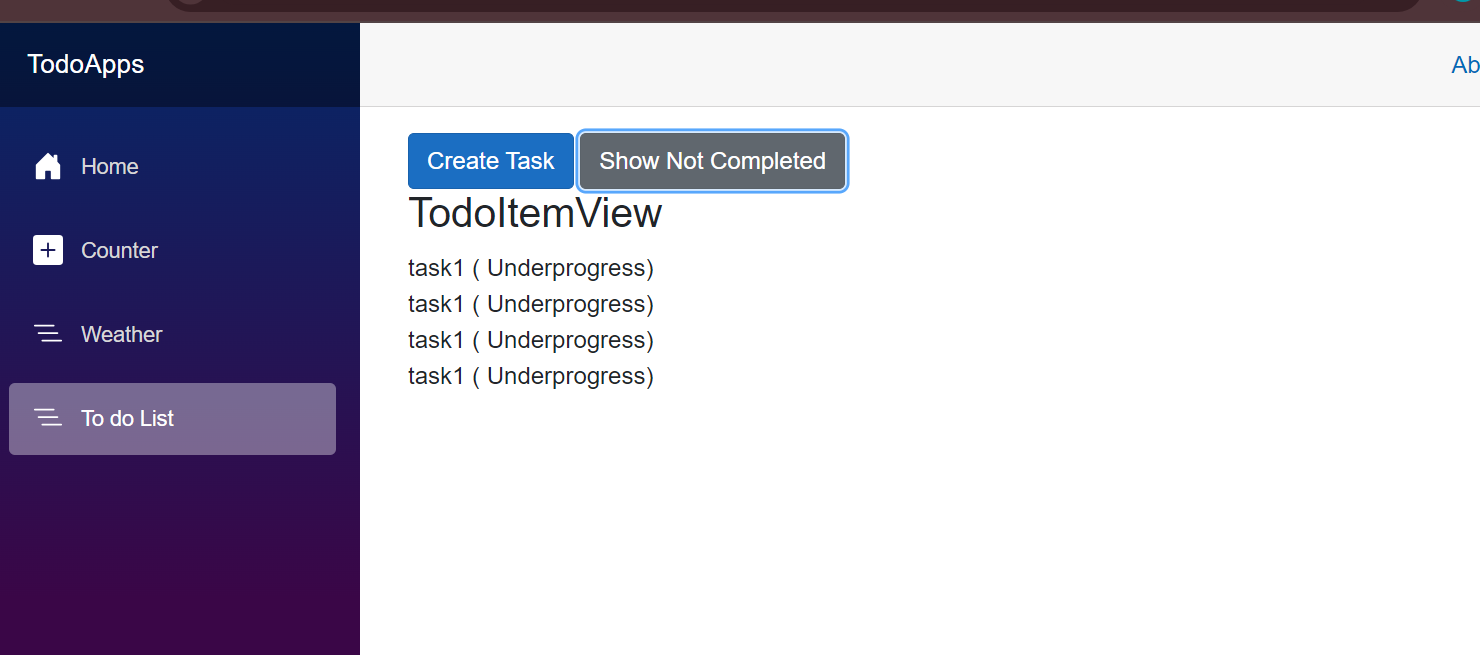 TodoApps
Ab
Home
Counter
Weather
To do List
Create Task
Show Not Completed
TodoItemView
task1 ( Underprogress)
task1 ( Underprogress)
task1 ( Underprogress)
task1 ( Underprogress)